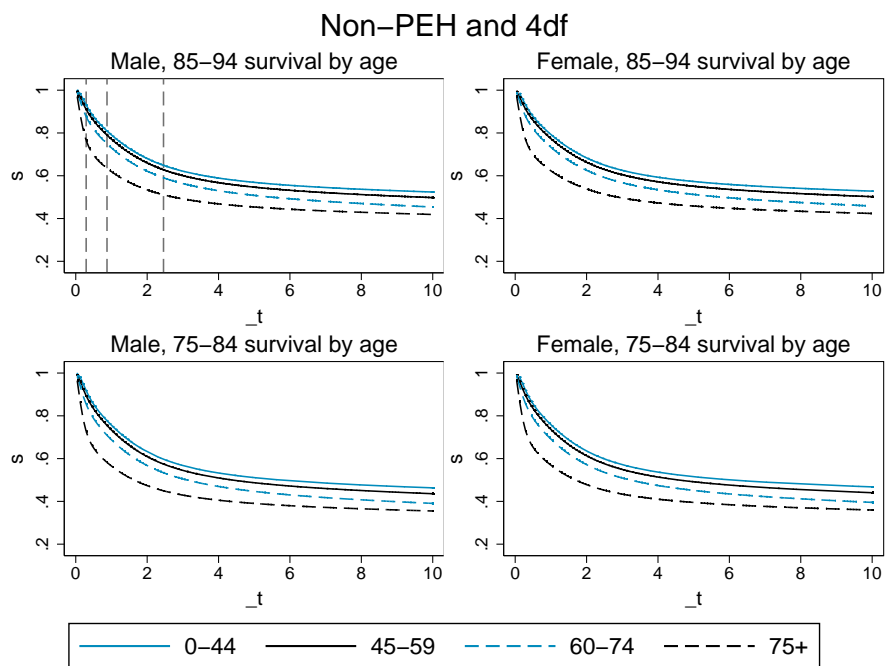 Non−PEH and 4df
Male, 85−94 survival by age
Female, 85−94 survival by age
s
1
.8
.6
.4
.2
0 2 4 6 8 10
_t
s
1
.8
.6
.4
.2
0 2 4 6 8 10
_t
Male, 75−84 survival by age
Female, 75−84 survival by age
s
1
.8
.6
.4
.2
0 2 4 6 8 10
_t
s
1
.8
.6
.4
.2
0 2 4 6 8 10
_t
0−44 45−59 60−74 75+